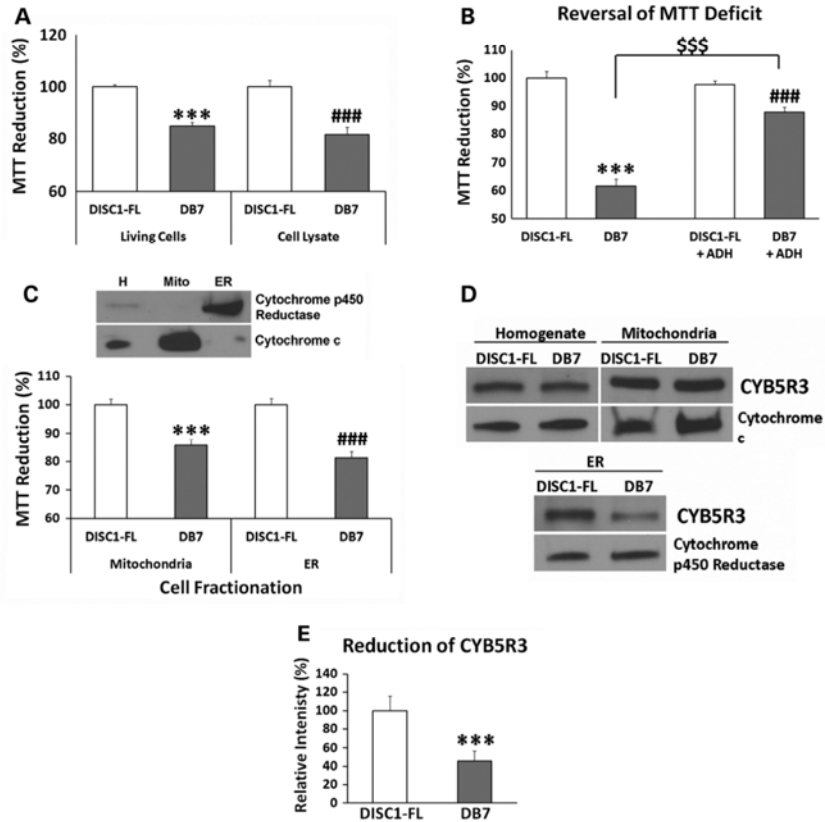 A
MTT Reduction (%)
120
100
80
60
***
###
DISC1-FL DB7 DISC1-FL DB7
Living Cells Cell Lysate
B Reversal of MTT Deficit
MTT Reduction (%)
110
100
90
80
70
60
50
$$$
***
###
DISC1-FL DB7 DISC1-FL DB7
+ ADH + ADH
C
H Mito ER
Cytochrome p450
Reductase
Cytochrome c
MTT Reduction (%)
110
100
90
80
70
60
***
###
DISC1-FL DB7 DISC1-FL DB7
Mitochondria ER
Cell Fractionation
D
Homogenate Mitochondria
DISC1-FL DB7 DISC1-FL DB7
CYB5R3
Cytochrome
c
ER
DISC1-FL DB7
CYB5R3
Cytochrome
p450 Reductase
E Reduction of CYB5R3
Relative Intenisty (%)
140
120
100
80
60
40
20
0
***
DISC1-FL DB7